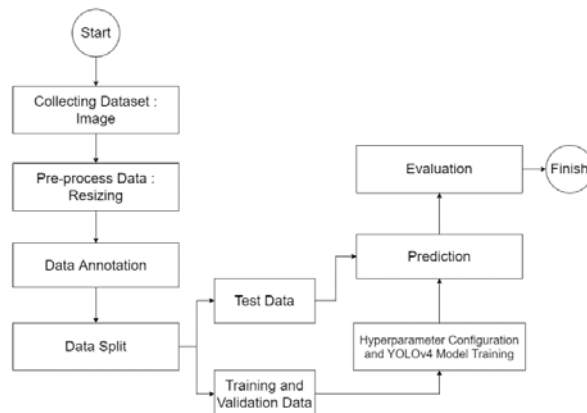 Start
Collecting Dataset :
Image
Pre-process Data :
Resizing
Data Annotation
Data Split
Test Data
Training and
Validation Data
Hyperparameter Configuration
and YOLOv4 Model Training
Prediction
Evaluation
Finish